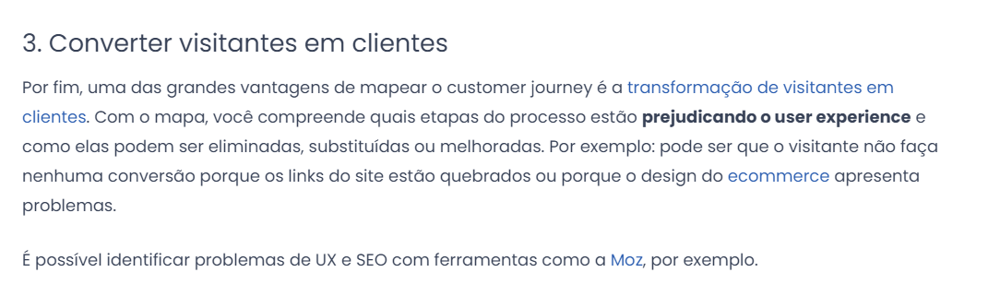 3. Converter visitantes em clientes
Por fim, uma das grandes vantagens de mapear o customer journey é a transformação de visitantes em
clientes. Com o mapa, você compreende quais etapas do processo estão prejudicando o user experience e
como elas podem ser eliminadas, substituídas ou melhoradas. Por exemplo: pode ser que o visitante não faça
nenhuma conversão porque os links do site estão quebrados ou porque o design do ecommerce apresenta
problemas.
É possível identificar problemas de UX e SEO com ferramentas como a Moz, por exemplo.